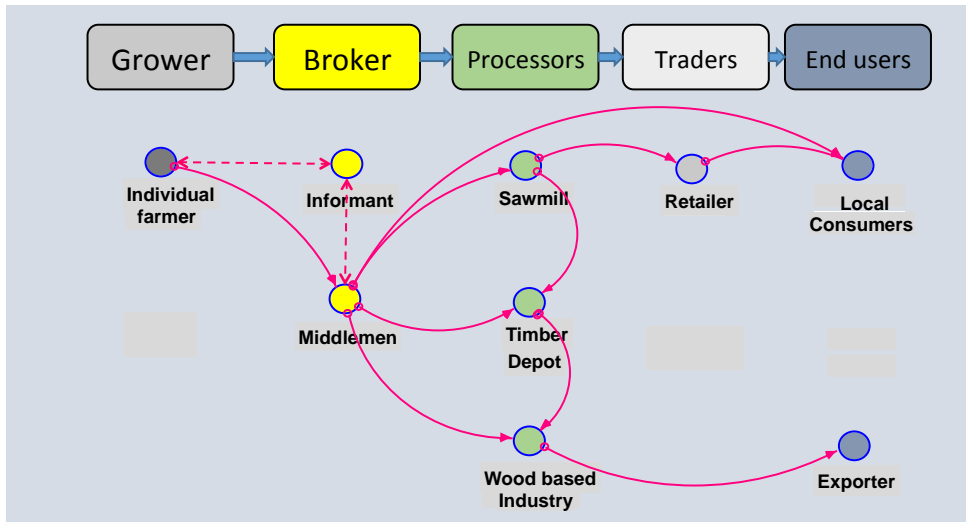 Grower
Broker
Processors
Traders
End users
Individual
farmer
Informant
Sawmill
Retailer
Local
Consumers
Middlemen
Timber
Depot
Wood based
Industry
Exporter